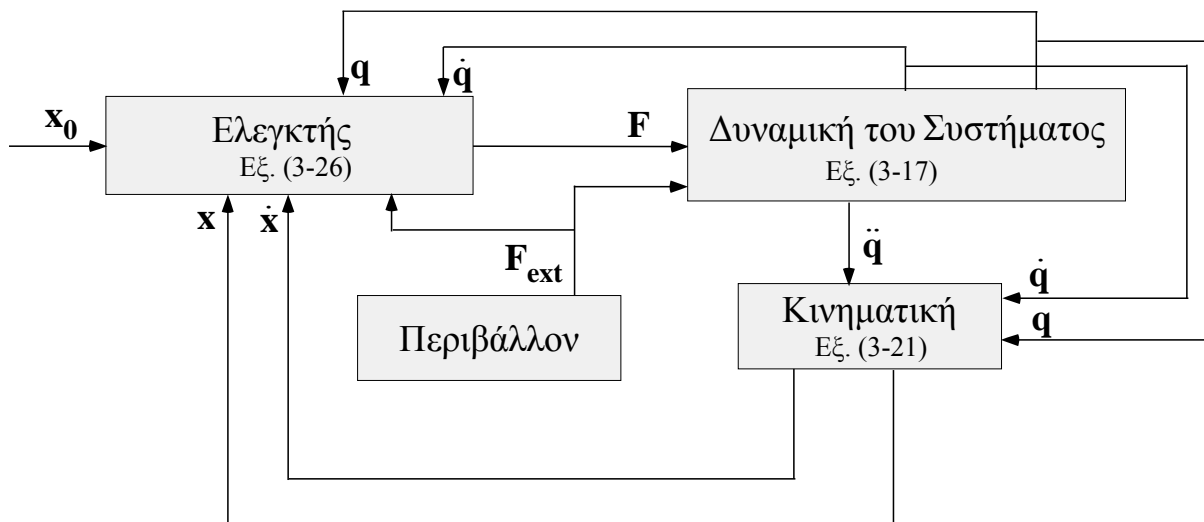 q
q̇
x₀
Ελεγκτής
Εξ. (3-26)
F
Δυναμική του Συστήματος
Εξ. (3-17)
x
ẋ
F_ext
q̈
q̇
q
Κινηματική
Εξ. (3-21)
Περιβάλλον